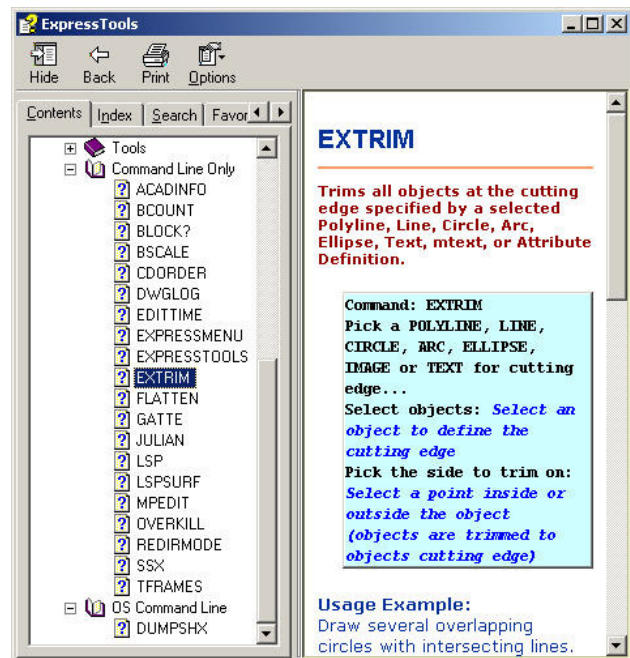 ExpressTools
Hide Back Print Options
Contents Index Search Favor
Tools
Command Line Only
ACADINFO
BCOUNT
BLOCK?
BSCALE
CDORDER
DWGLOG
EDITTIME
EXPRESSMENU
EXPRESSTOOLS
EXTRIM
FLATTEN
GATTE
JULIAN
LSP
LSPSURF
MPEDIT
OVERKILL
REDIRMODE
SSX
TFRAMES
OS Command Line
DUMPSHX
EXTRIM
Trims all objects at the cutting
edge specified by a selected
Polyline, Line, Circle, Arc,
Ellipse, Text, mtext, or Attribute
Definition.
Command: EXTRIM
Pick a POLYLINE, LINE,
CIRCLE, ARC, ELLIPSE,
IMAGE or TEXT for cutting
edge...
Select objects: Select an
object to define the
cutting edge
Pick the side to trim on:
Select a point inside or
outside the object
(objects are trimmed to
objects cutting edge)
Usage Example:
Draw several overlapping
circles with intersecting lines.